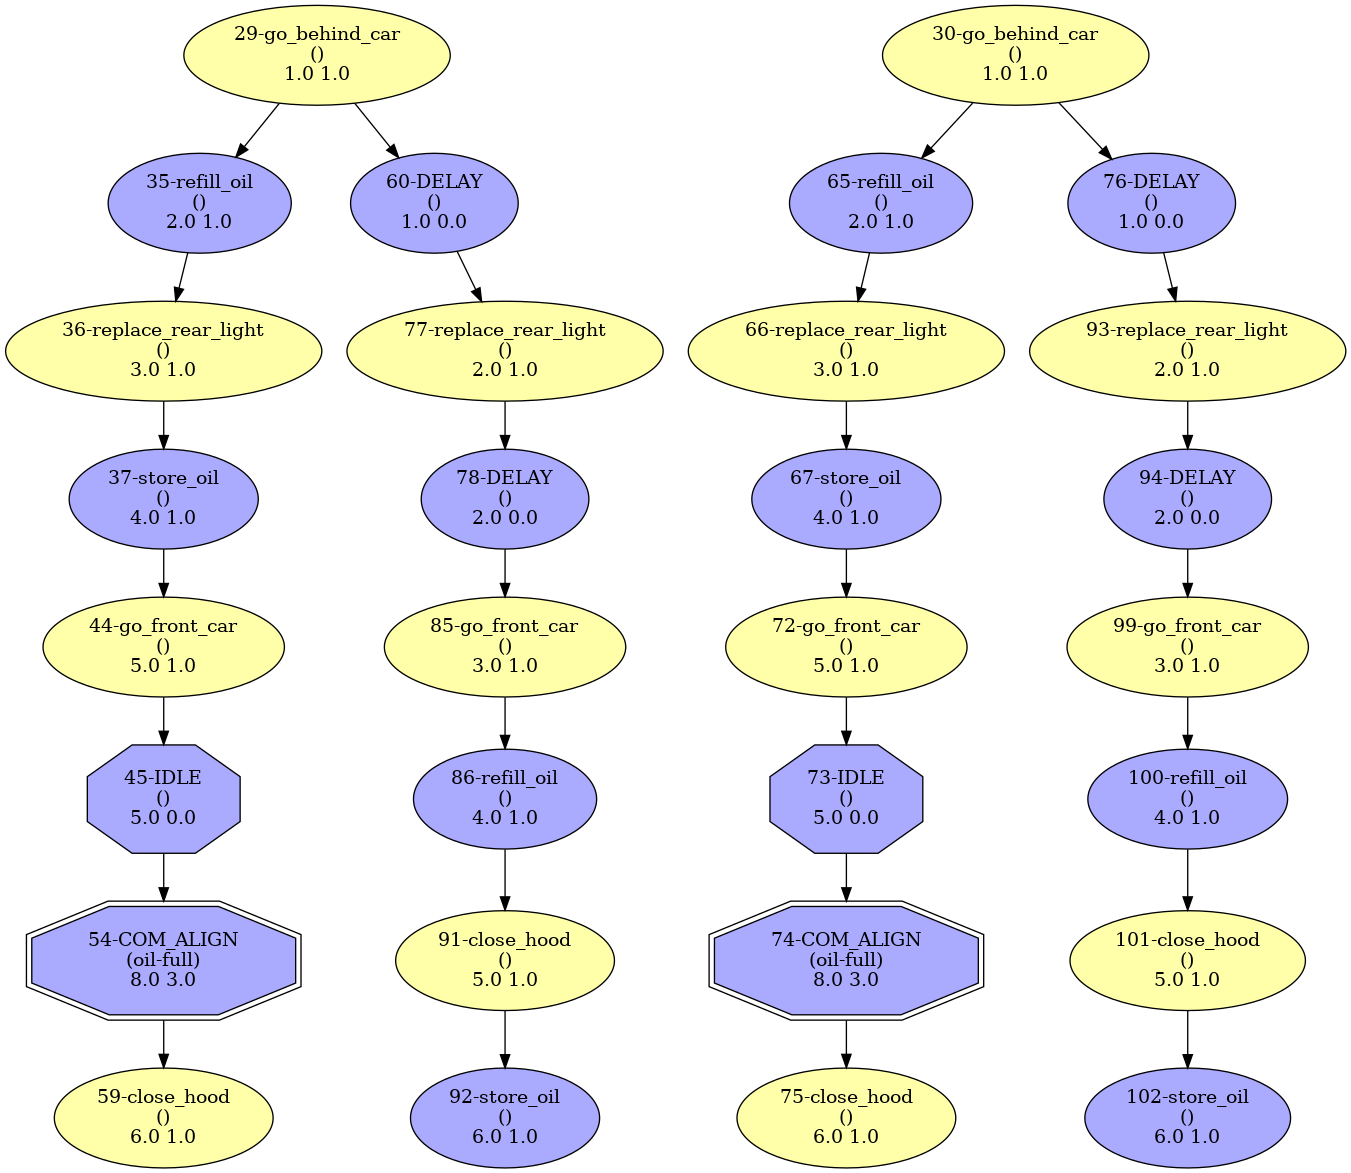 29-go_behind_car
()
1.0 1.0
30-go_behind_car
()
1.0 1.0
35-refill_oil
()
2.0 1.0
60-DELAY
()
1.0 0.0
65-refill_oil
()
2.0 1.0
76-DELAY
()
1.0 0.0
36-replace_rear_light
()
3.0 1.0
77-replace_rear_light
()
2.0 1.0
66-replace_rear_light
()
3.0 1.0
93-replace_rear_light
()
2.0 1.0
37-store_oil
()
4.0 1.0
78-DELAY
()
2.0 0.0
67-store_oil
()
4.0 1.0
94-DELAY
()
2.0 0.0
44-go_front_car
()
5.0 1.0
85-go_front_car
()
3.0 1.0
72-go_front_car
()
5.0 1.0
99-go_front_car
()
3.0 1.0
45-IDLE
()
5.0 0.0
86-refill_oil
()
4.0 1.0
73-IDLE
()
5.0 0.0
100-refill_oil
()
4.0 1.0
54-COM_ALIGN
(oil-full)
8.0 3.0
91-close_hood
()
5.0 1.0
74-COM_ALIGN
(oil-full)
8.0 3.0
101-close_hood
()
5.0 1.0
59-close_hood
()
6.0 1.0
92-store_oil
()
6.0 1.0
75-close_hood
()
6.0 1.0
102-store_oil
()
6.0 1.0